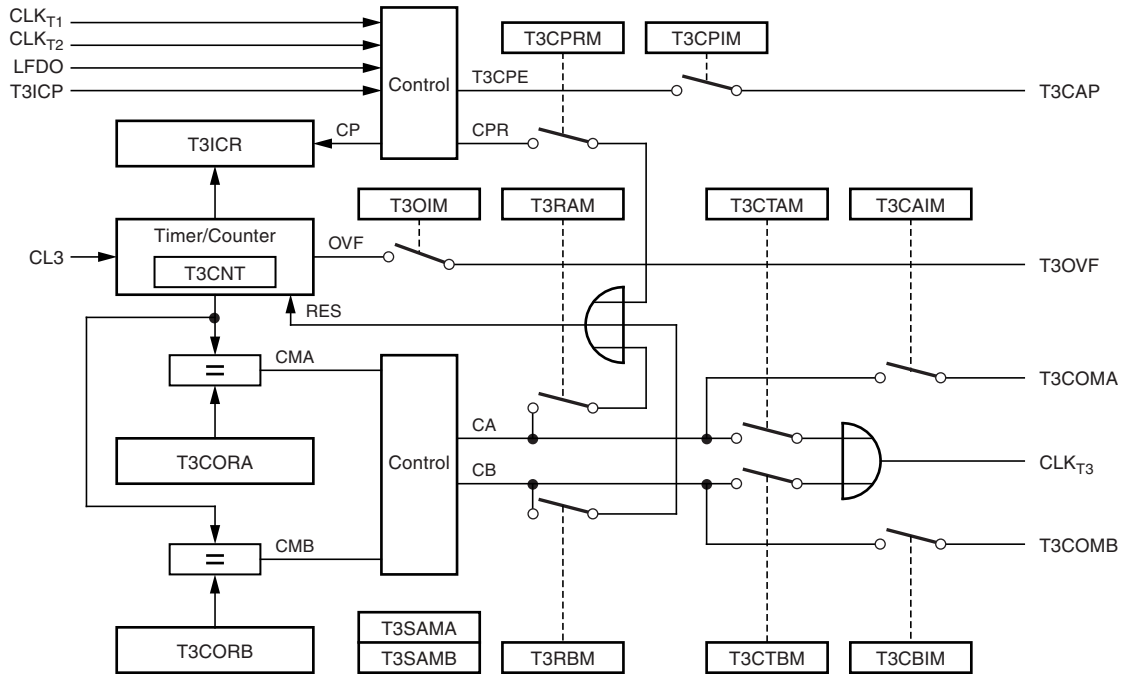 CLKT1
CLKT2
LFDO
T3ICP
Control
T3CPRM
T3CPIM
T3CPE
T3CAP
T3ICR
CP
CPR
T3OIM
T3RAM
T3CTAM
T3CAIM
Timer/Counter
T3CNT
CL3
OVF
T3OVF
RES
=
CMA
T3COMA
T3CORA
Control
CA
CB
CLKT3
=
CMB
T3COMB
T3CORB
T3SAMA
T3SAMB
T3RBM
T3CTBM
T3CBIM